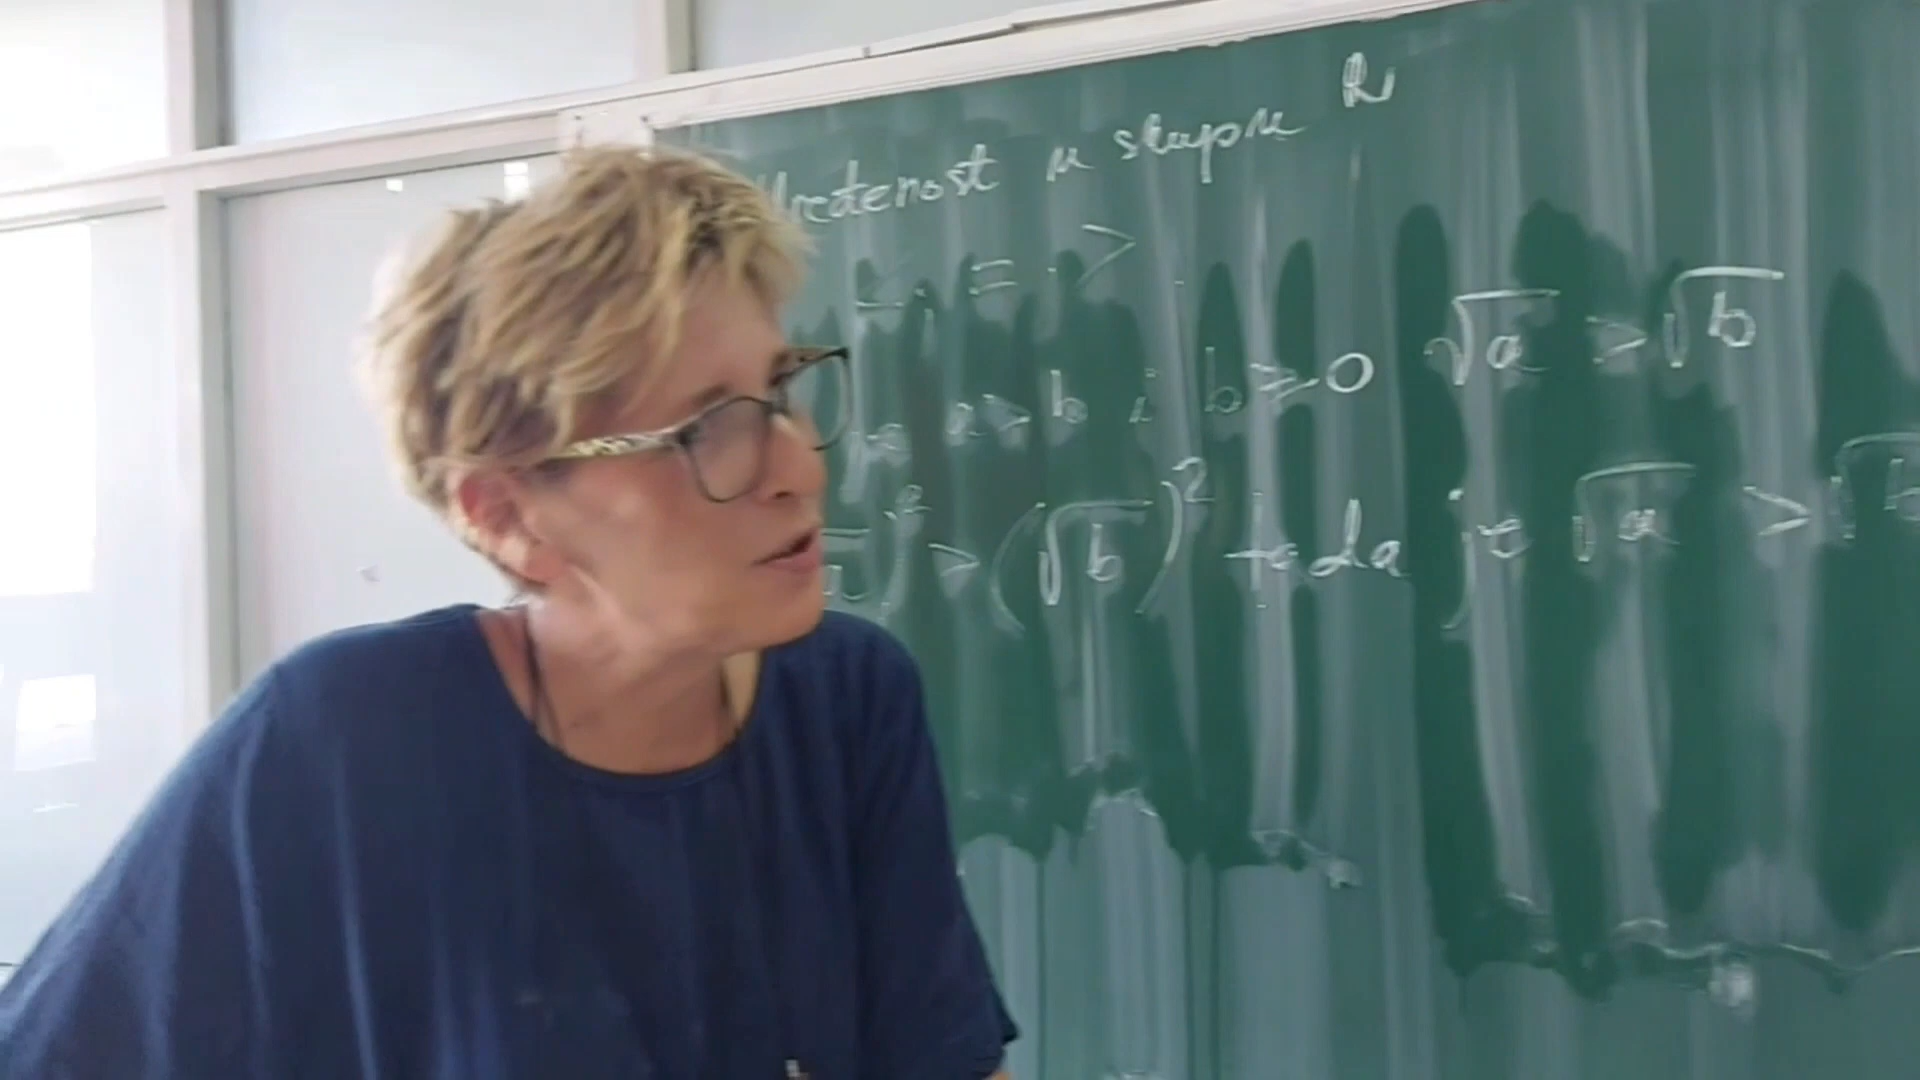 Uređenost u skupu R
<, =, >
a > b i b ≥ 0 √a > √b
)² > (√b)² tada je √a > √b